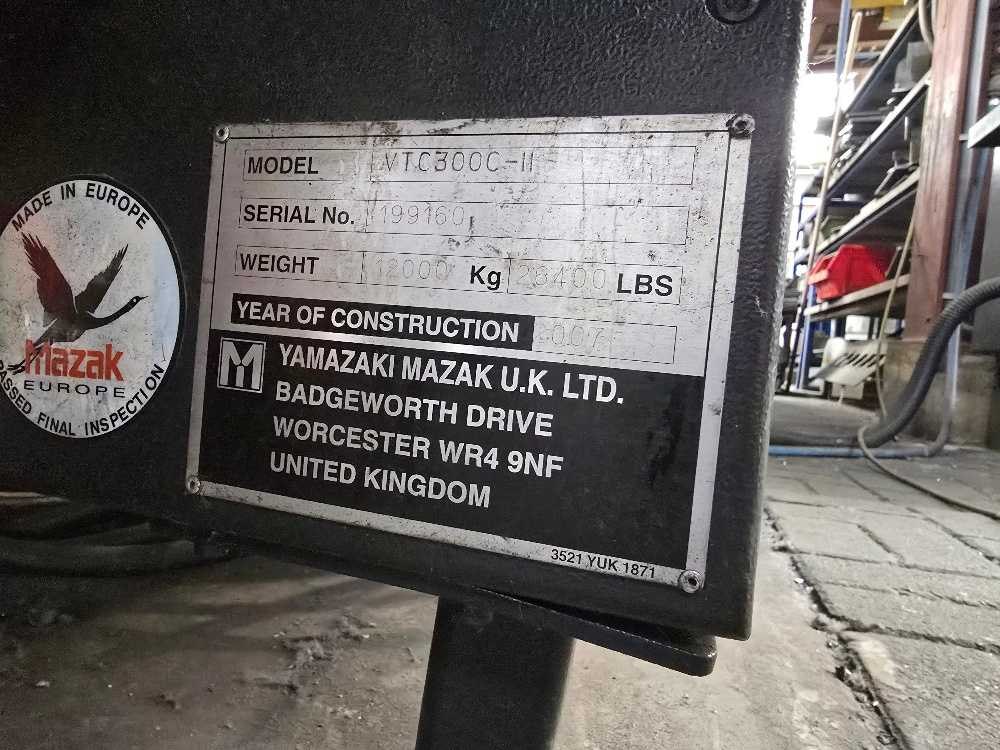 MADE IN EUROPE
Mazak
EUROPE
PASSED FINAL INSPECTION
MODEL VTC300C-II
SERIAL No. 199160
WEIGHT 12000 Kg 26400 LBS
YEAR OF CONSTRUCTION
YAMAZAKI MAZAK U.K. LTD.
BADGEWORTH DRIVE
WORCESTER WR4 9NF
UNITED KINGDOM
3521 YUK 1871